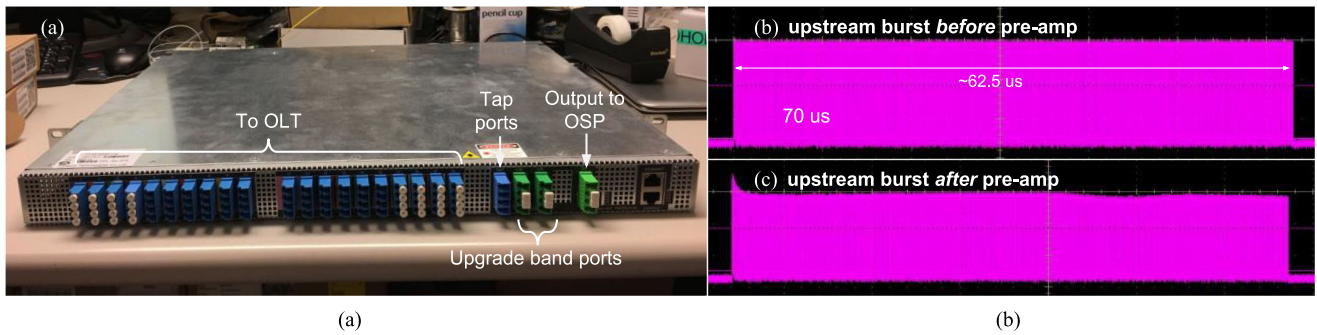 (a)
pencil cup
OHO
Tap
ports
Output to
OSP
To OLT
Upgrade band ports
(b) upstream burst before pre-amp
~62.5 us
70 us
(c) upstream burst after pre-amp
(a)
(b)